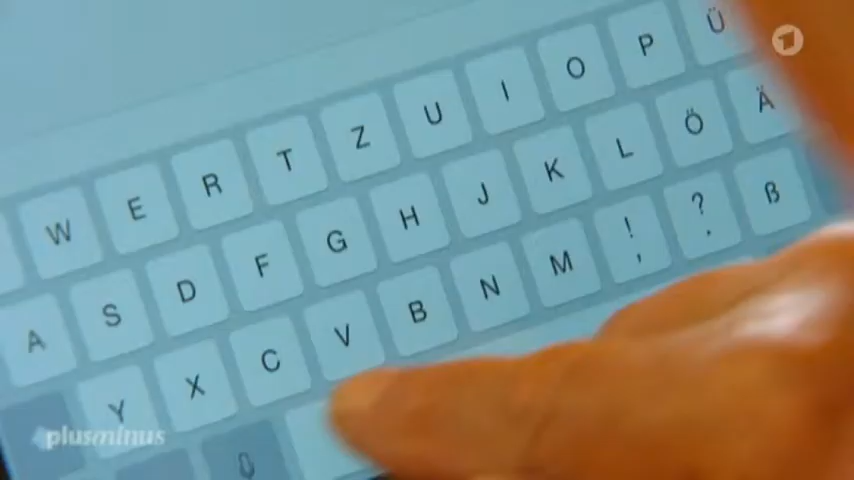 W E R T Z U I O P Ü
A S D F G H J K L Ö Ä
Y X C V B N M ! , ? . ß
plusminus